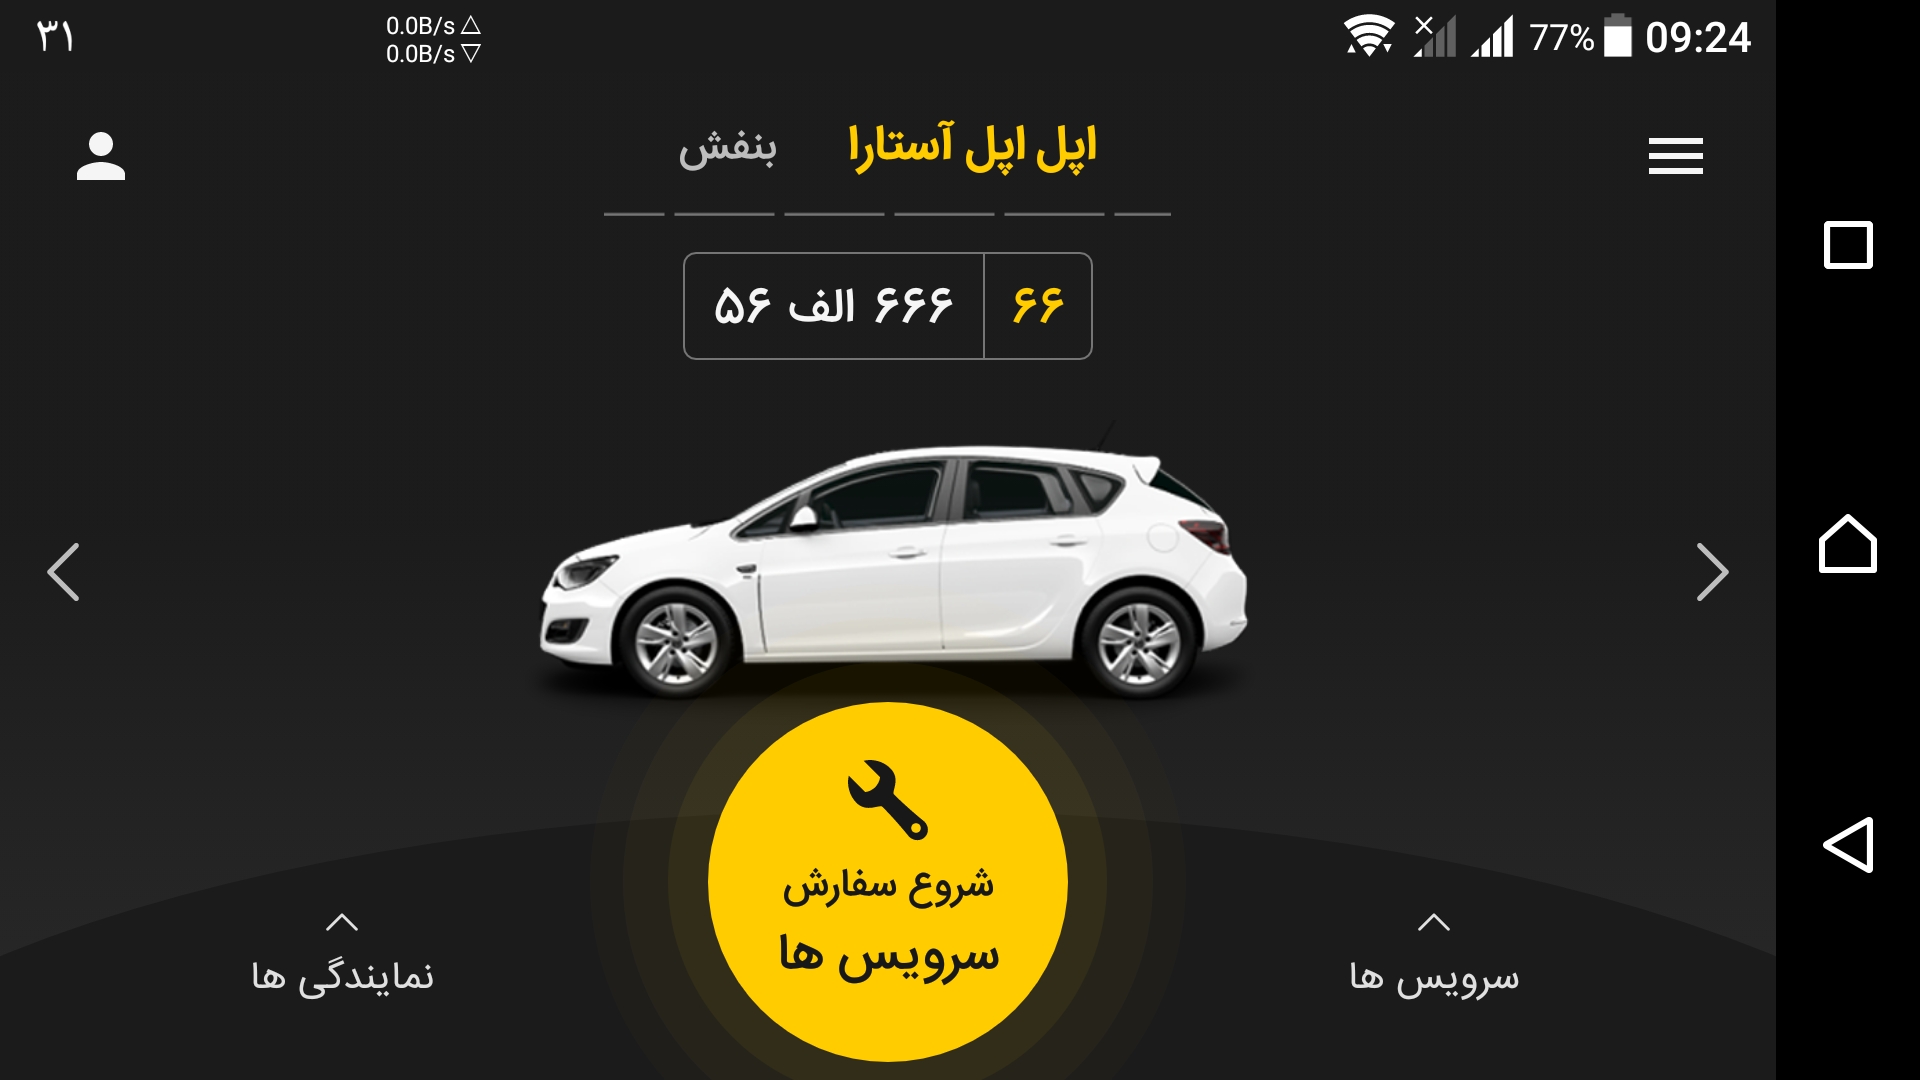 ۳۱
0.0B/s △
0.0B/s ▽
77% 09:24
اپل اپل آستارا بنفش
۵۶ الف ۶۶۶ ۶۶
شروع سفارش
سرویس ها
سرویس ها
نمایندگی ها